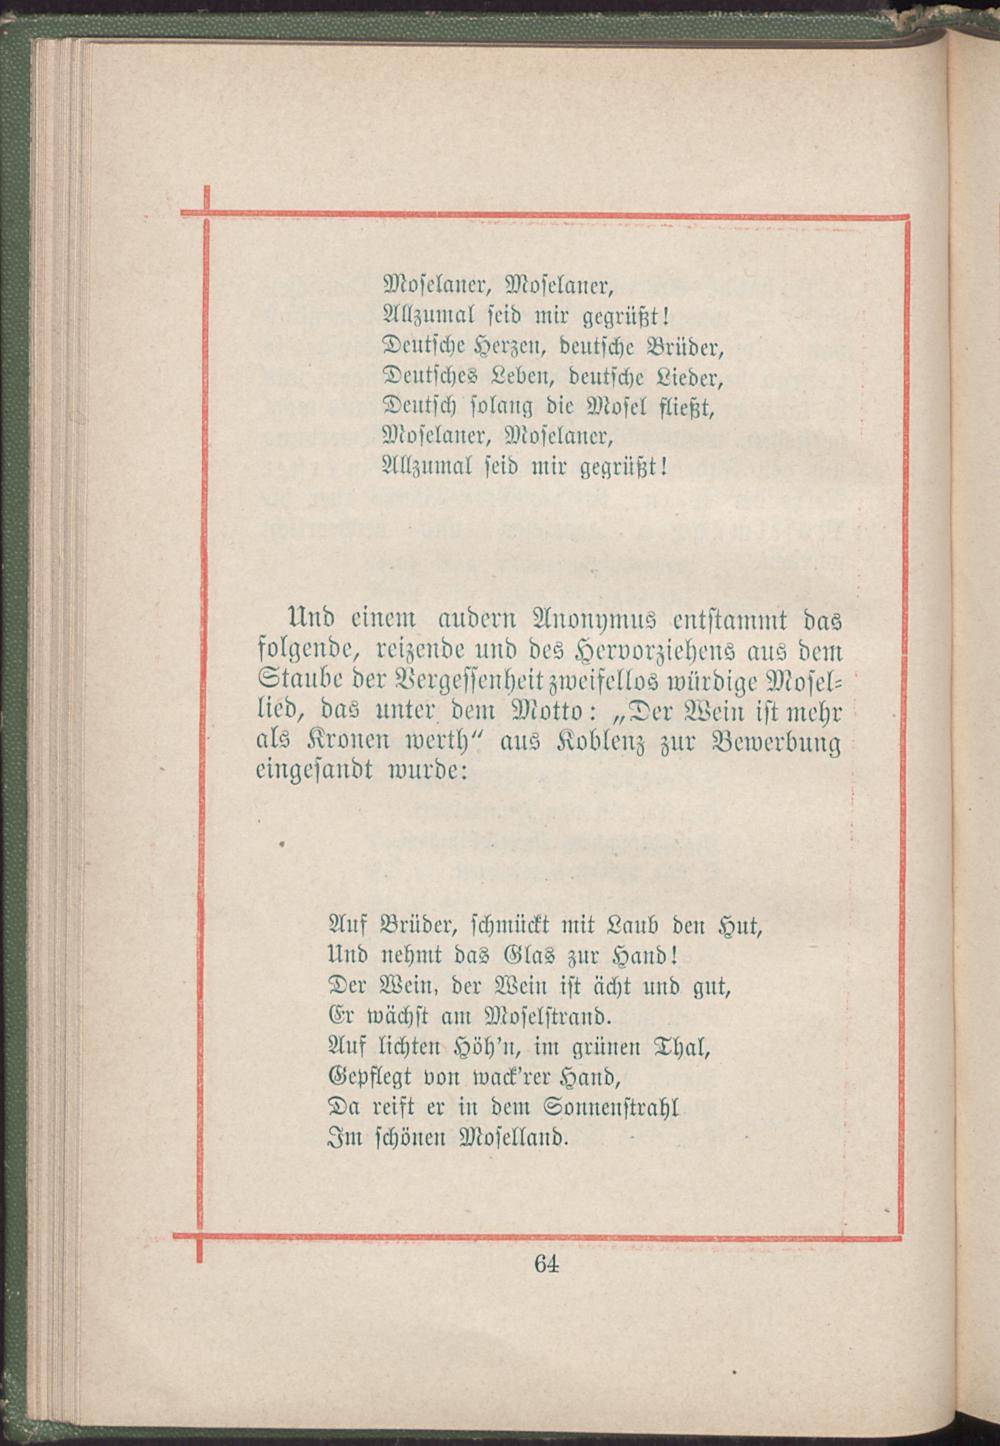 Moselaner, Moselaner,
Allzumal seid mir gegrüßt!
Deutsche Herzen, deutsche Brüder,
Deutsches Leben, deutsche Lieder,
Deutsch solang die Mosel fließt,
Moselaner, Moselaner,
Allzumal seid mir gegrüßt!
Und einem andern Anonymus entstammt das
folgende, reizende und des Hervorziehens aus dem
Staube der Vergessenheit zweifellos würdige Mosel-
lied, das unter dem Motto: „Der Wein ist mehr
als Kronen werth“ aus Koblenz zur Bewerbung
eingesandt wurde:
Auf Brüder, schmückt mit Laub den Hut,
Und nehmt das Glas zur Hand!
Der Wein, der Wein ist ächt und gut,
Er wächst am Moselstrand.
Auf lichten Höh'n, im grünen Thal,
Gepflegt von wack'rer Hand,
Da reift er in dem Sonnenstrahl
Im schönen Moselland.
64